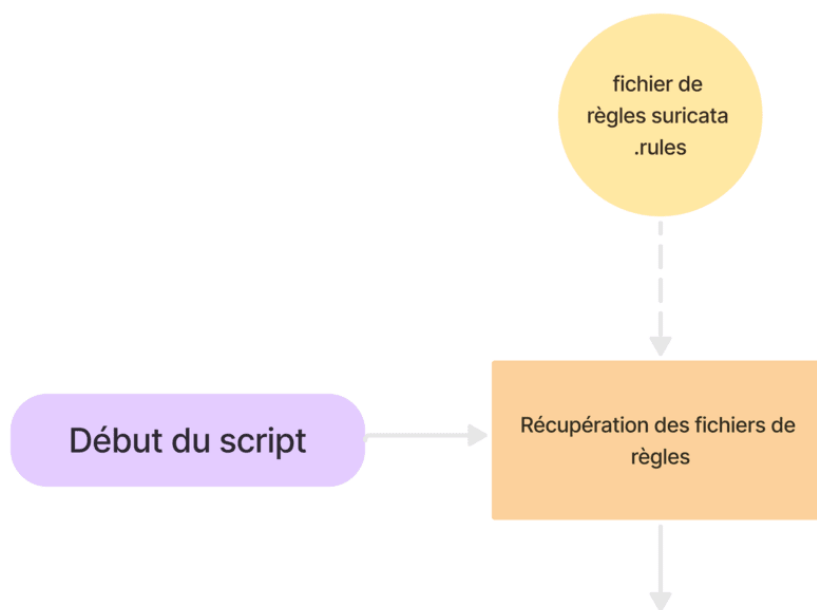 fichier de
règles suricata
.rules
Début du script
Récupération des fichiers de
règles